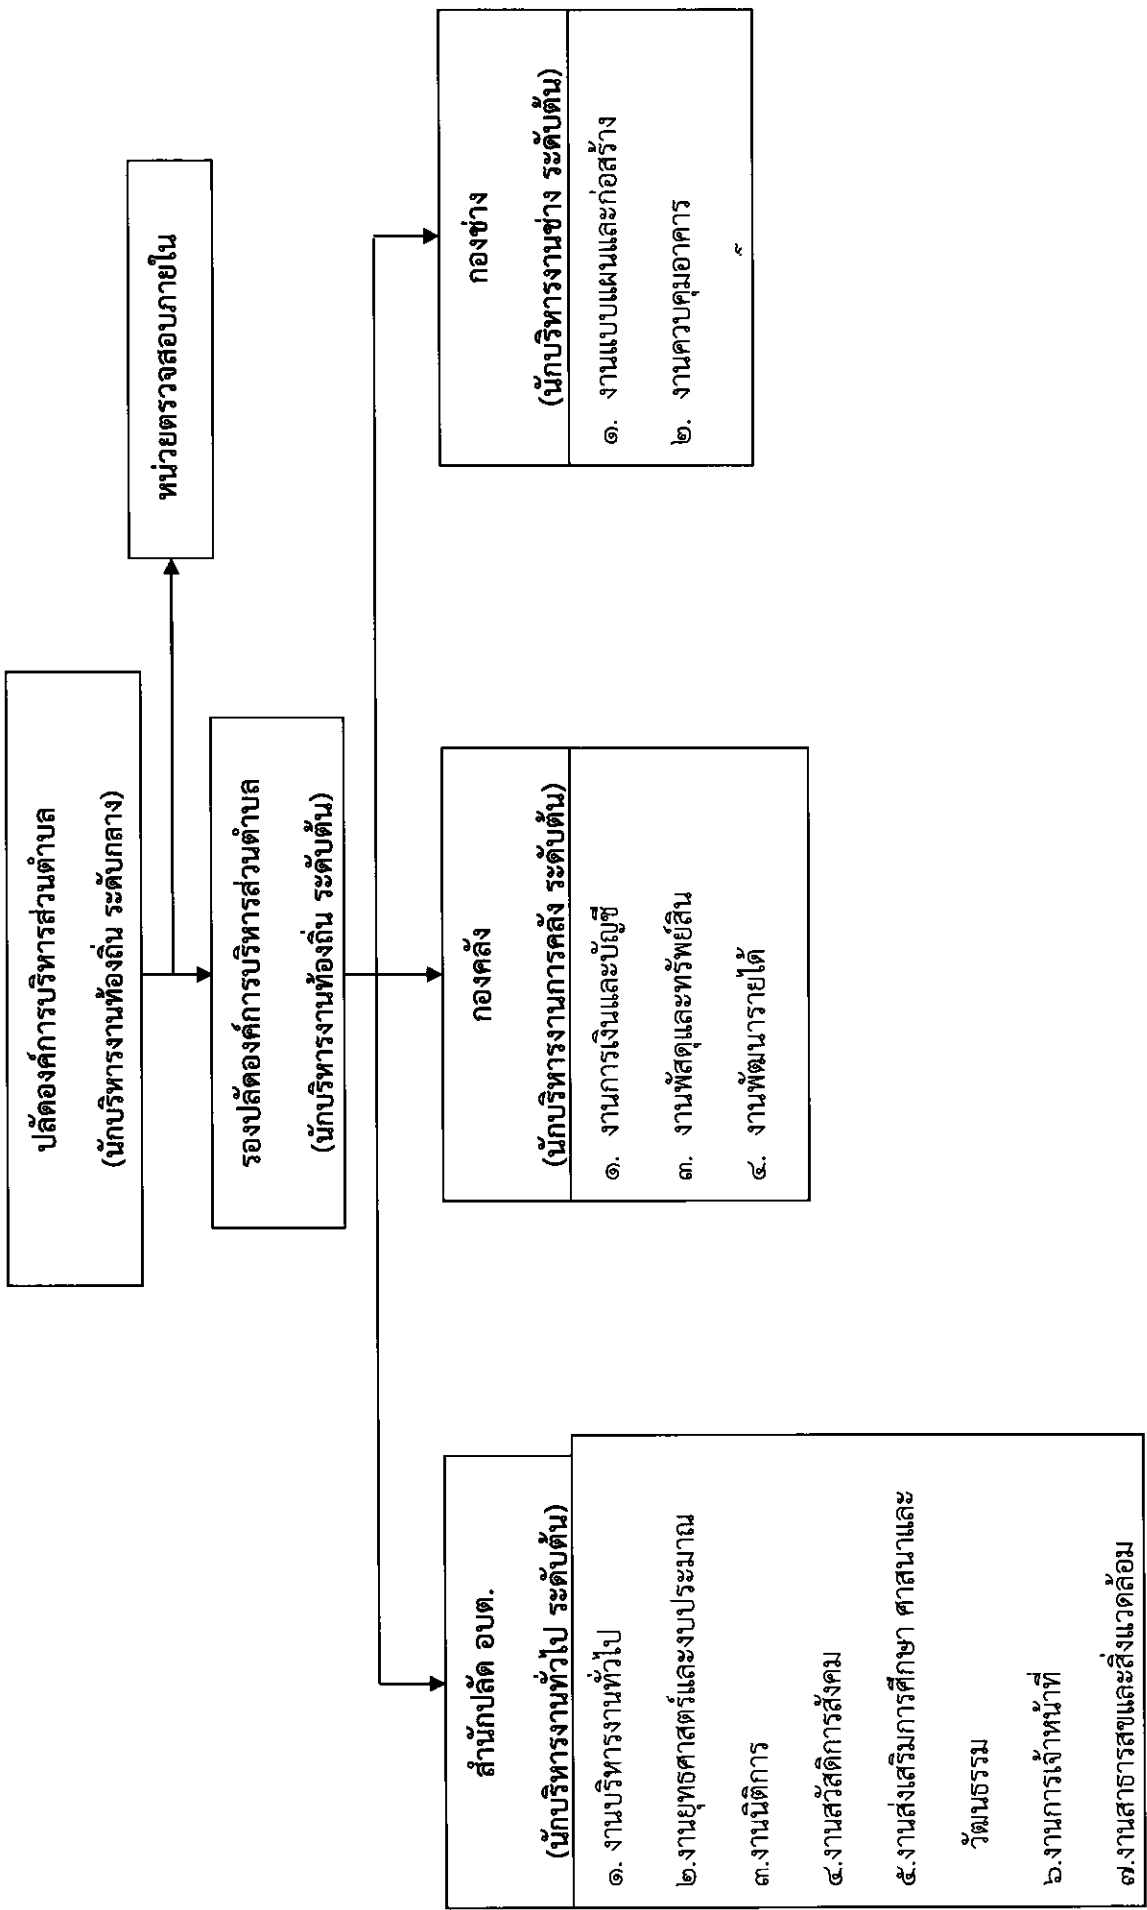 ปลัดองค์การบริหารส่วนตำบล
(นักบริหารงานท้องถิ่น ระดับกลาง)
หน่วยตรวจสอบภายใน
รองปลัดองค์การบริหารส่วนตำบล
(นักบริหารงานท้องถิ่น ระดับต้น)
สำนักปลัด อบต.
(นักบริหารงานทั่วไป ระดับต้น)
๑. งานบริหารงานทั่วไป
๒.งานยุทธศาสตร์และงบประมาณ
๓.งานนิติการ
๔.งานสวัสดิการสังคม
๕.งานส่งเสริมการศึกษา ศาสนาและ
วัฒนธรรม
๖.งานการเจ้าหน้าที่
๗.งานสาธารสขและสิ่งแวดล้อม
กองคลัง
(นักบริหารงานการคลัง ระดับต้น)
๑. งานการเงินและบัญชี
๓. งานพัสดุและทรัพย์สิน
๔. งานพัฒนารายได้
กองช่าง
(นักบริหารงานช่าง ระดับต้น)
๑. งานแบบแผนและก่อสร้าง
๒. งานควบคุมอาคาร